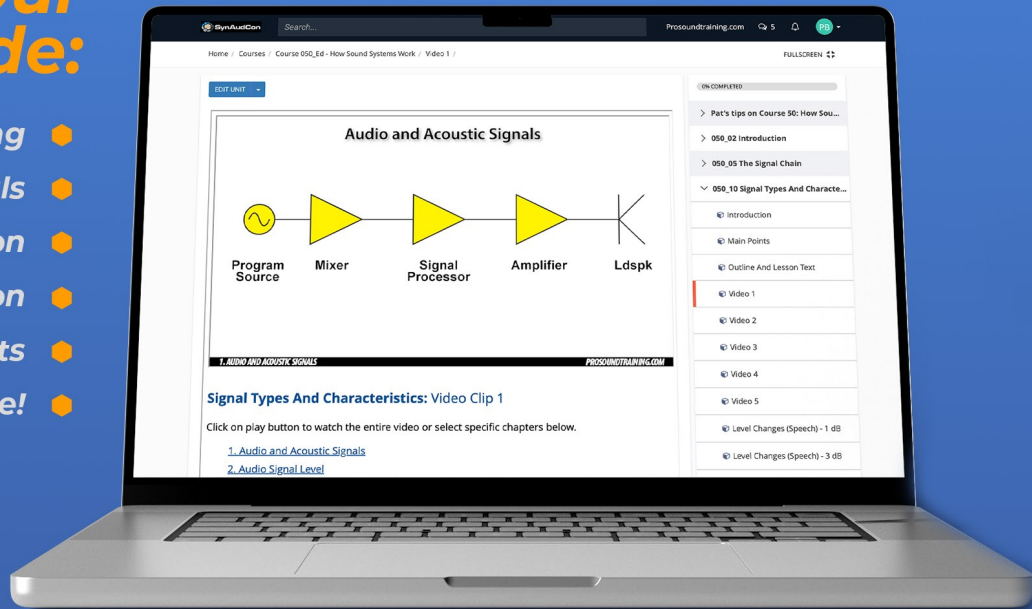 de:
SynAudCon
Search...
Prosoundtraining.com
5
PB
Home / Courses / Course 050_Ed - How Sound Systems Work / Video 1 /
FULLSCREEN
EDIT UNIT
0% COMPLETED
Pat's tips on Course 50: How Sou...
050_02 Introduction
050_05 The Signal Chain
050_10 Signal Types And Characte...
Introduction
Main Points
Outline And Lesson Text
Video 1
Video 2
Video 3
Video 4
Video 5
Level Changes (Speech) - 1 dB
Level Changes (Speech) - 3 dB
Audio and Acoustic Signals
Program
Source
Mixer
Signal
Processor
Amplifier
Ldspk
1. AUDIO AND ACOUSTIC SIGNALS
PROSOUNDTRAINING.COM
Signal Types And Characteristics: Video Clip 1
Click on play button to watch the entire video or select specific chapters below.
1. Audio and Acoustic Signals
2. Audio Signal Level
ng
ls
on
on
ts
e!